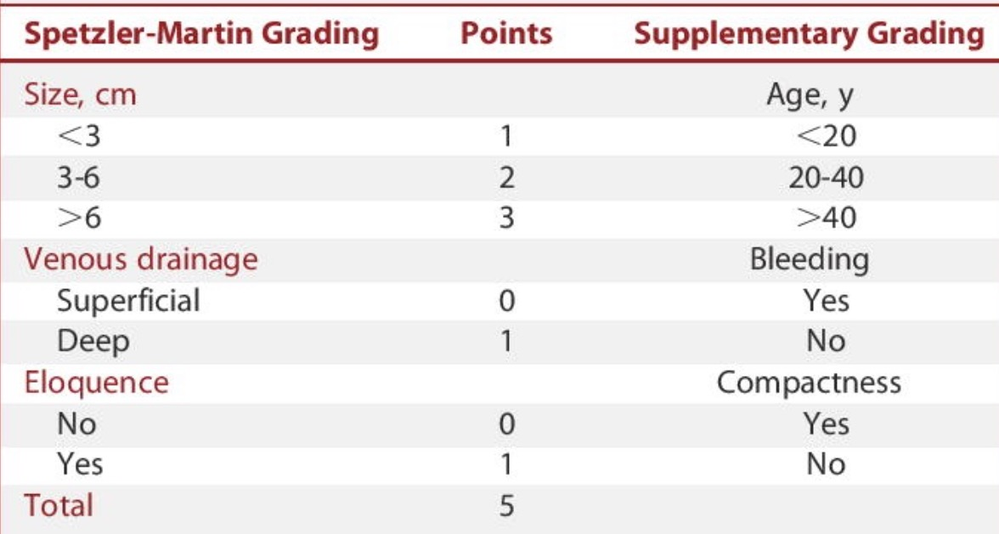 Spetzler-Martin Grading Points Supplementary Grading
Size, cm Age, y
<3 1 <20
3-6 2 20-40
>6 3 >40
Venous drainage Bleeding
Superficial 0 Yes
Deep 1 No
Eloquence Compactness
No 0 Yes
Yes 1 No
Total 5